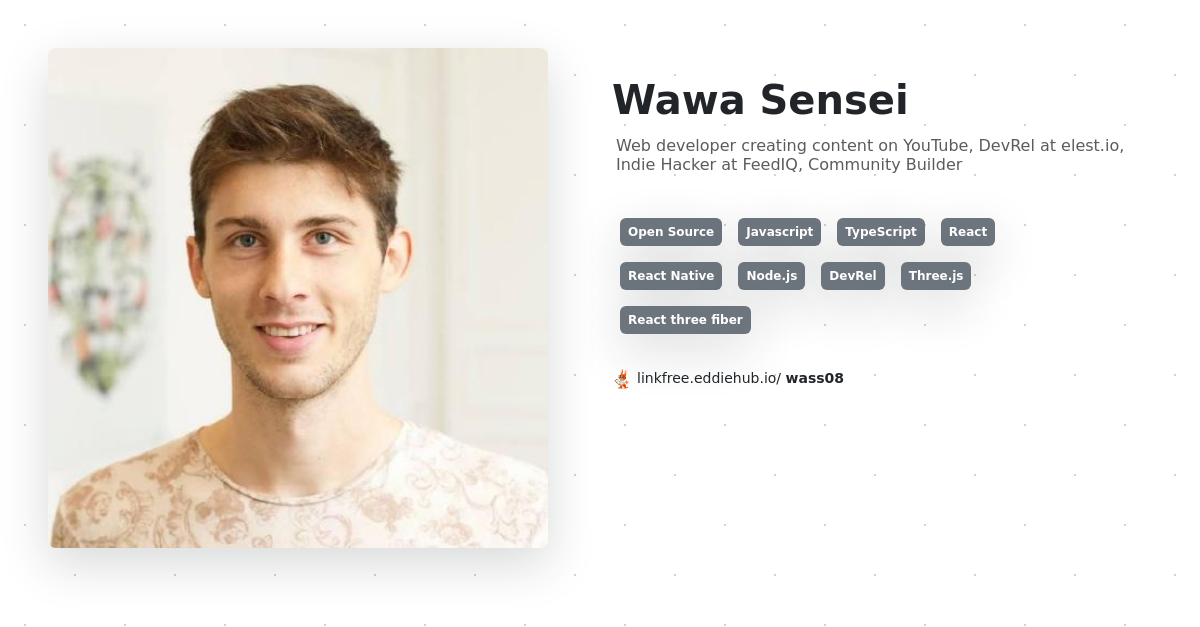 Wawa Sensei
Web developer creating content on YouTube, DevRel at elest.io,
Indie Hacker at FeedIQ, Community Builder
Open Source Javascript TypeScript React
React Native Node.js DevRel Three.js
React three fiber
linkfree.eddiehub.io/ wass08